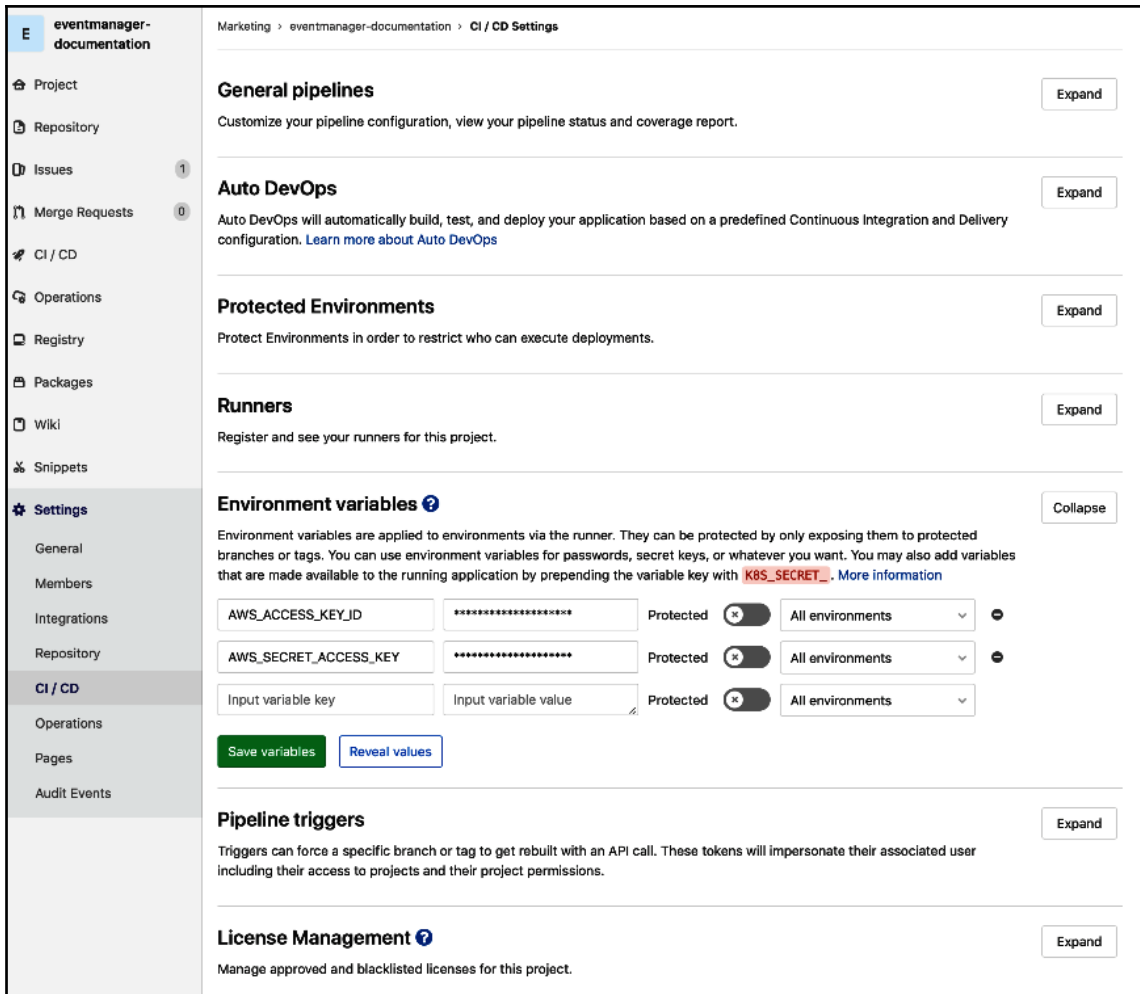 E
eventmanager-
documentation
Project
Repository
Issues 1
Merge Requests 0
CI / CD
Operations
Registry
Packages
Wiki
Snippets
Settings
General
Members
Integrations
Repository
CI / CD
Operations
Pages
Audit Events
Marketing > eventmanager-documentation > CI / CD Settings
General pipelines
Expand
Customize your pipeline configuration, view your pipeline status and coverage report.
Auto DevOps
Expand
Auto DevOps will automatically build, test, and deploy your application based on a predefined Continuous Integration and Delivery
configuration. Learn more about Auto DevOps
Protected Environments
Expand
Protect Environments in order to restrict who can execute deployments.
Runners
Expand
Register and see your runners for this project.
Environment variables ?
Collapse
Environment variables are applied to environments via the runner. They can be protected by only exposing them to protected
branches or tags. You can use environment variables for passwords, secret keys, or whatever you want. You may also add variables
that are made available to the running application by prepending the variable key with K8S_SECRET_. More information
AWS_ACCESS_KEY_ID ******************** Protected All environments
AWS_SECRET_ACCESS_KEY ******************** Protected All environments
Input variable key Input variable value Protected All environments
Save variables Reveal values
Pipeline triggers
Expand
Triggers can force a specific branch or tag to get rebuilt with an API call. These tokens will impersonate their associated user
including their access to projects and their project permissions.
License Management ?
Expand
Manage approved and blacklisted licenses for this project.